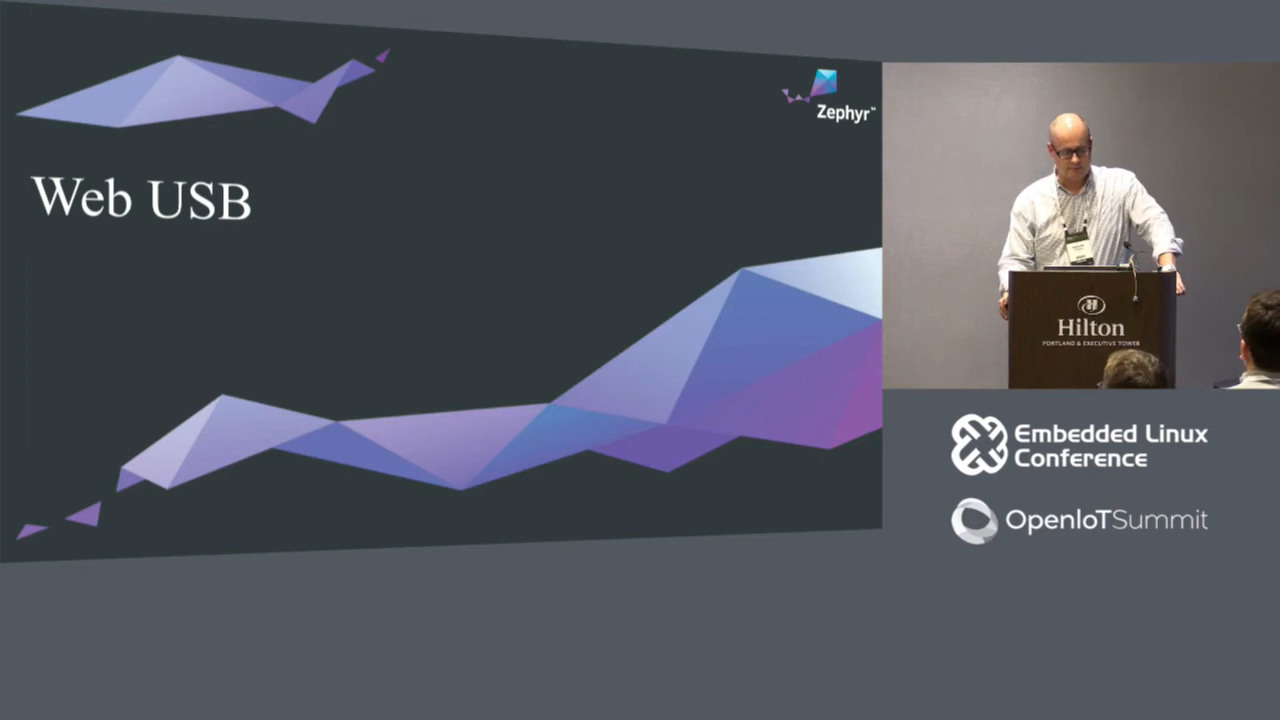 Zephyr™
Web USB
Hilton
PORTLAND & EXECUTIVE TOWER
Embedded Linux
Conference
OpenIoTSummit